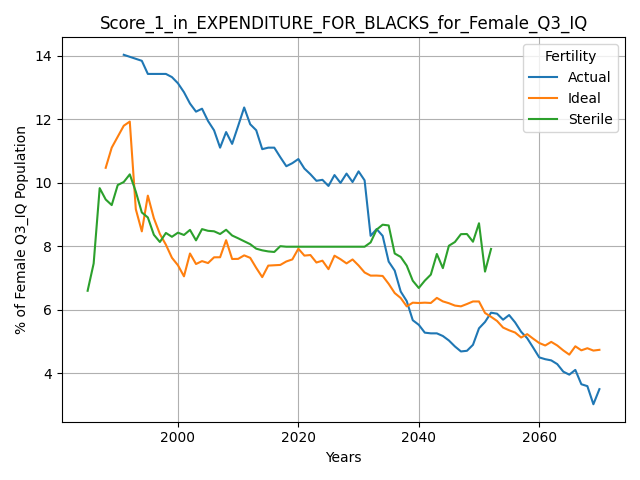 Score_1_in_EXPENDITURE_FOR_BLACKS_for_Female_Q3_IQ
Fertility
Actual
Ideal
Sterile
% of Female Q3_IQ Population
14
12
10
8
6
4
2000 2020 2040 2060
Years